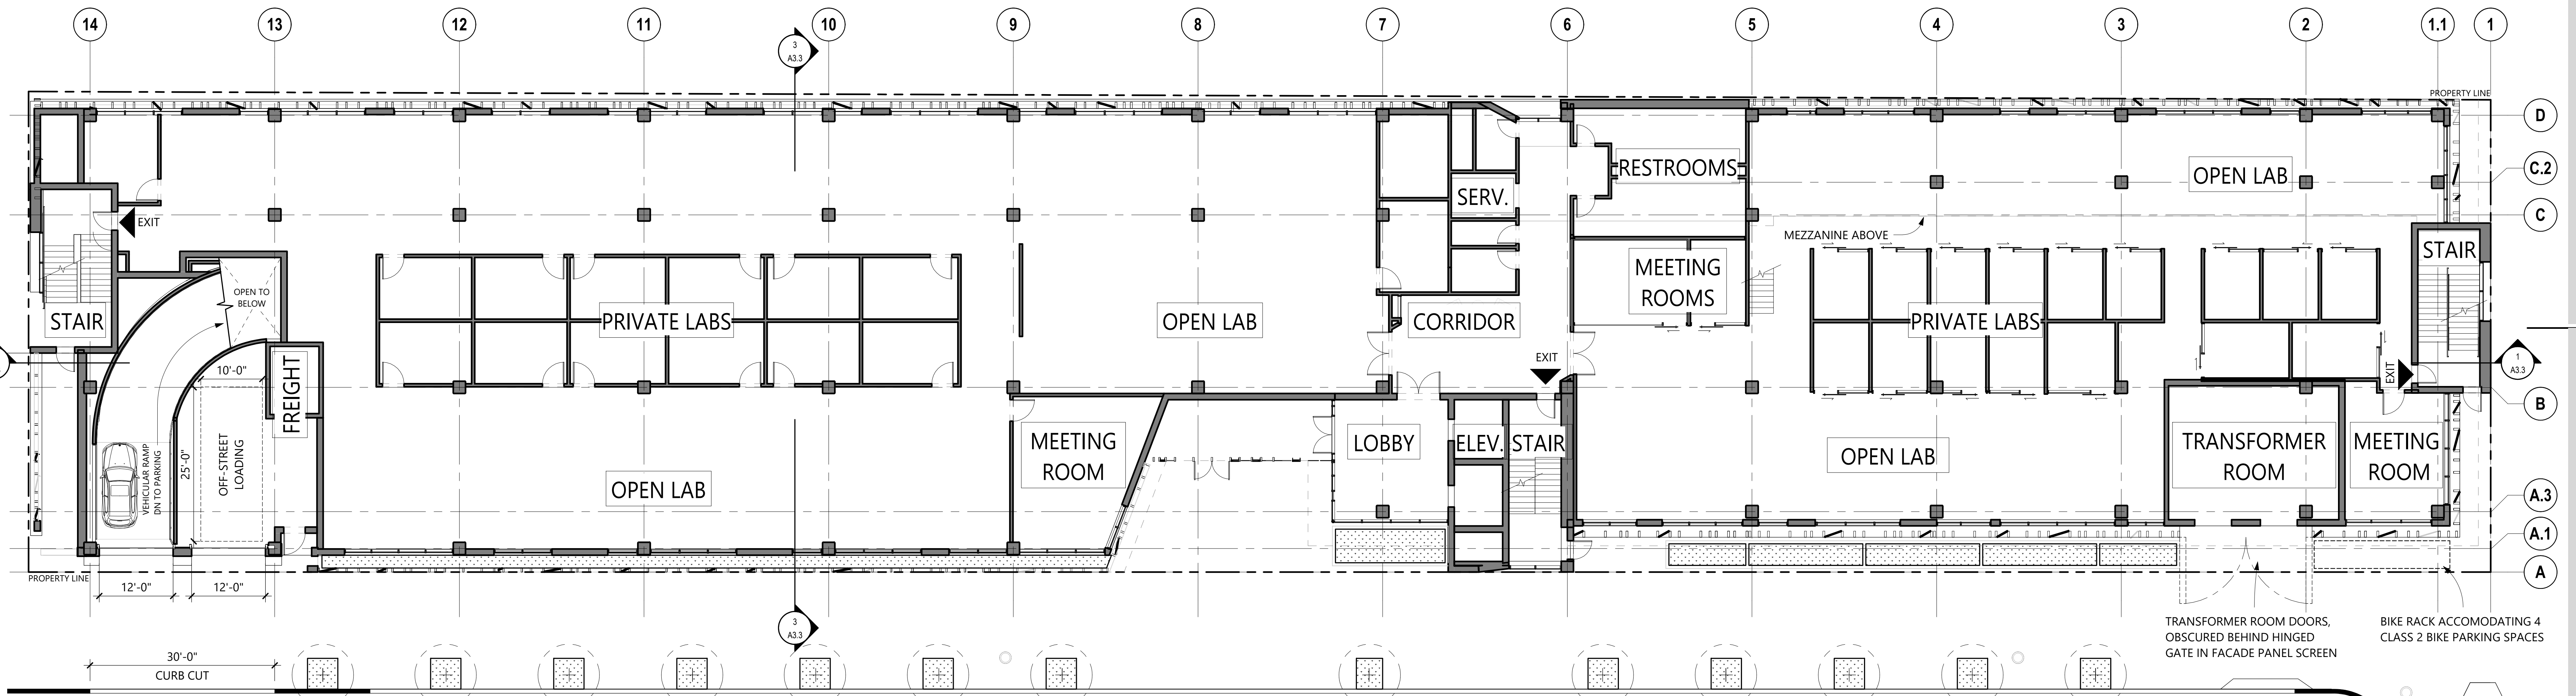 14 13 12 11 10 9 8 7 6 5 4 3 2 1.1 1
3
A3.3
PROPERTY LINE
D
C.2
C
B
A.3
A.1
A
EXIT
STAIR
OPEN TO
BELOW
FREIGHT
10'-0"
25'-0"
VEHICULAR RAMP
DN TO PARKING
OFF-STREET
LOADING
PROPERTY LINE
12'-0"
12'-0"
30'-0"
CURB CUT
PRIVATE LABS
OPEN LAB
OPEN LAB
MEETING
ROOM
3
A3.3
SERV.
CORRIDOR
LOBBY
ELEV.
STAIR
EXIT
RESTROOMS
MEETING
ROOMS
OPEN LAB
MEZZANINE ABOVE
PRIVATE LABS
OPEN LAB
STAIR
EXIT
1
A3.3
TRANSFORMER
ROOM
MEETING
ROOM
TRANSFORMER ROOM DOORS,
OBSCURED BEHIND HINGED
GATE IN FACADE PANEL SCREEN
BIKE RACK ACCOMODATING 4
CLASS 2 BIKE PARKING SPACES